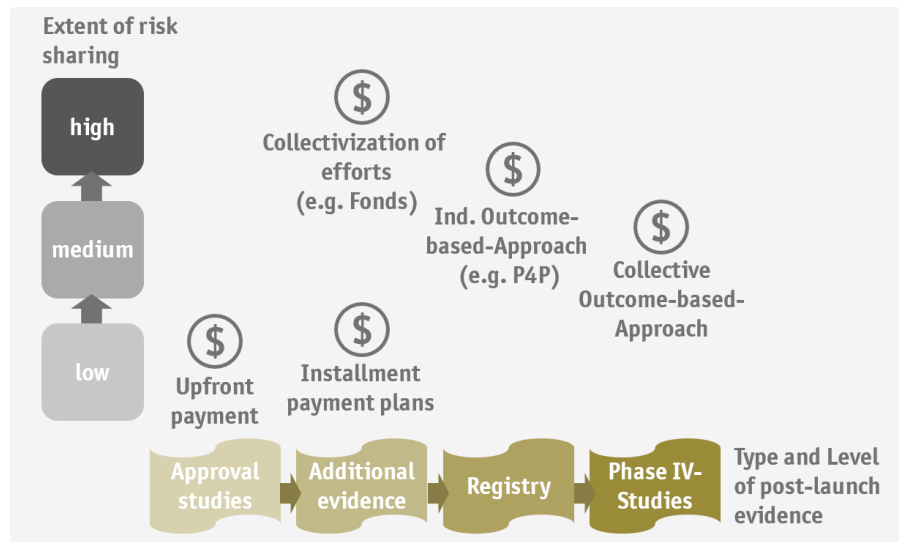 Extent of risk
sharing
high
medium
low
$
Collectivization of
efforts
(e.g. Fonds)
$
Ind. Outcome-
based-Approach
(e.g. P4P)
$
Collective
Outcome-based-
Approach
$
Upfront
payment
$
Installment
payment plans
Approval
studies
Additional
evidence
Registry
Phase IV-
Studies
Type and Level
of post-launch
evidence